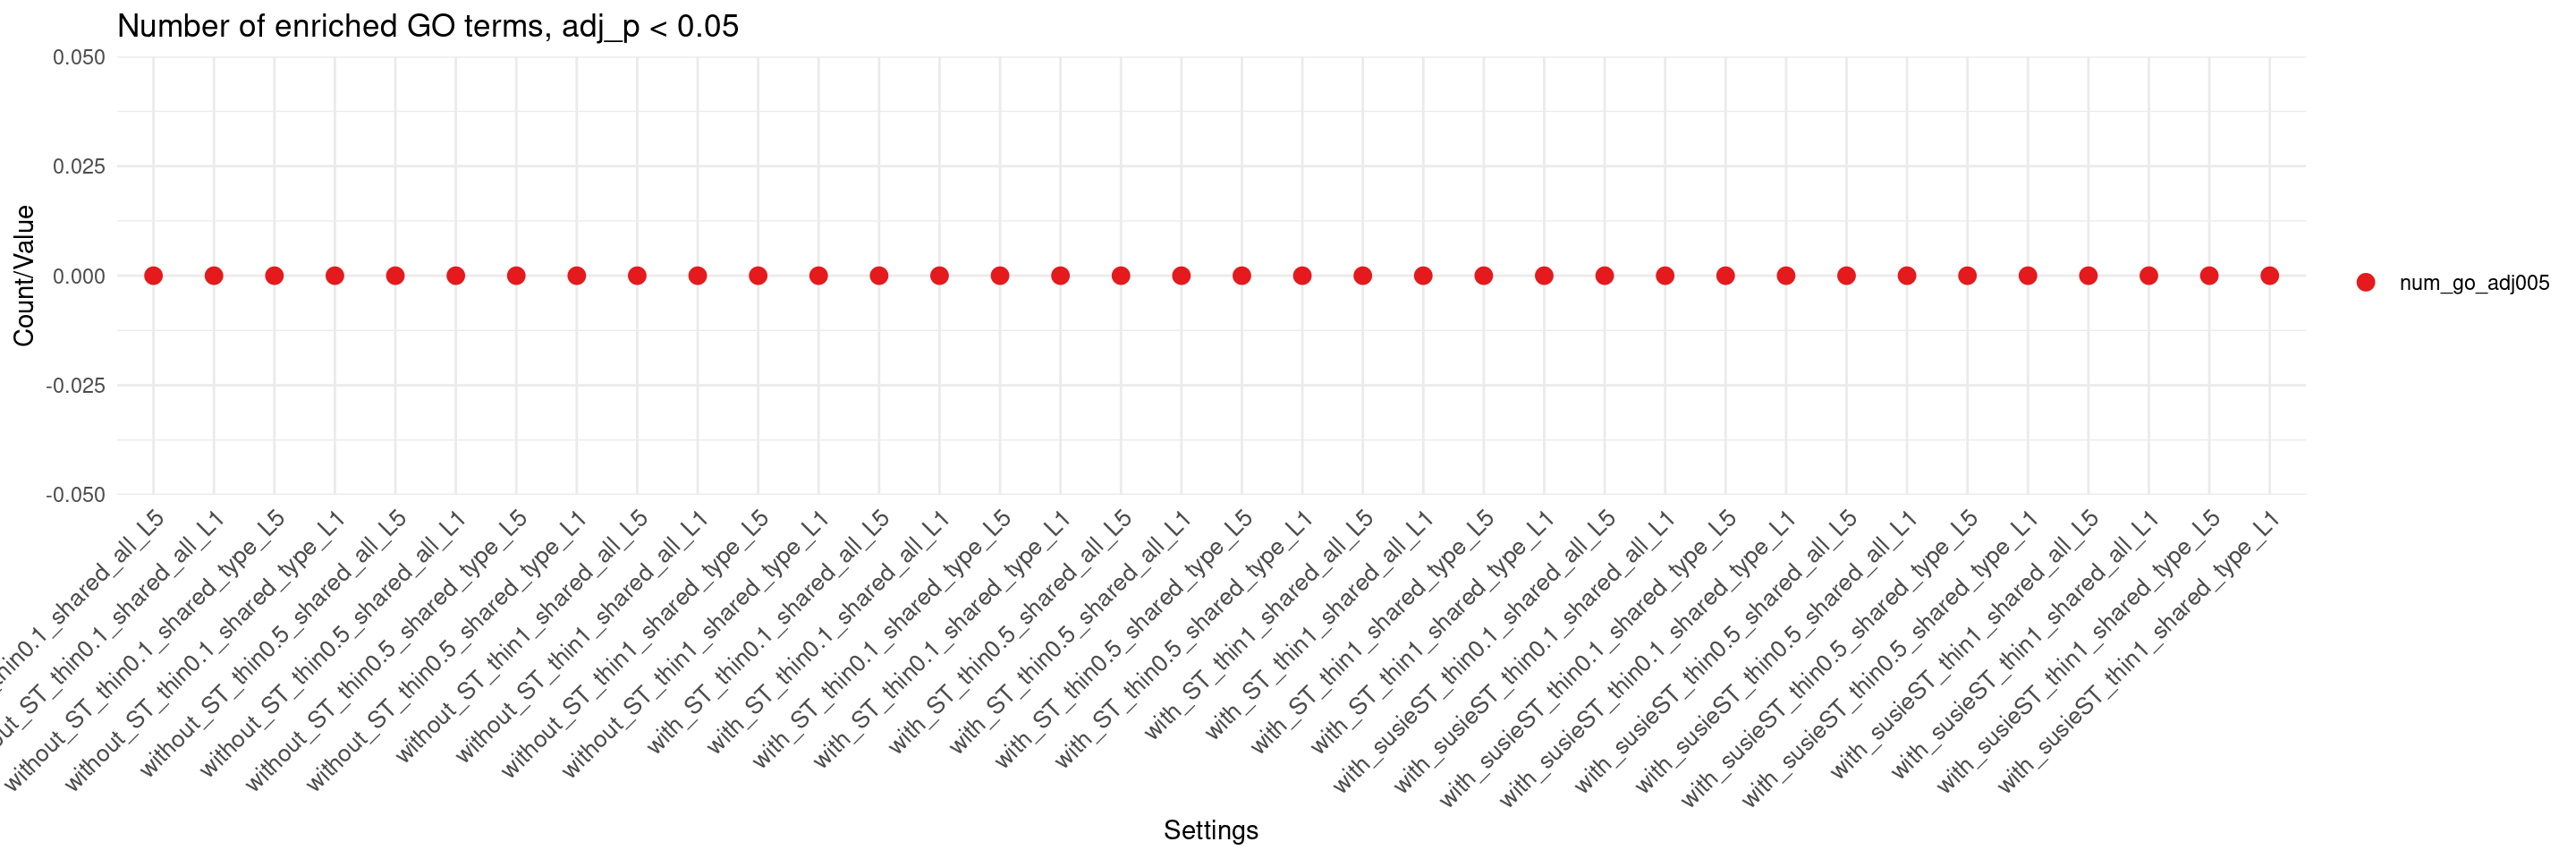 Number of enriched GO terms, adj_p < 0.05
Count/Value
0.050
0.025
0.000
-0.025
-0.050
thin0.1_shared_all_L5
out_ST_thin0.1_shared_all_L1
without_ST_thin0.1_shared_type_L5
without_ST_thin0.1_shared_type_L1
without_ST_thin0.5_shared_all_L5
without_ST_thin0.5_shared_all_L1
without_ST_thin0.5_shared_type_L5
without_ST_thin0.5_shared_type_L1
without_ST_thin1_shared_all_L5
without_ST_thin1_shared_all_L1
without_ST_thin1_shared_type_L5
without_ST_thin1_shared_type_L1
with_ST_thin0.1_shared_all_L5
with_ST_thin0.1_shared_all_L1
with_ST_thin0.1_shared_type_L5
with_ST_thin0.1_shared_type_L1
with_ST_thin0.5_shared_all_L5
with_ST_thin0.5_shared_all_L1
with_ST_thin0.5_shared_type_L5
with_ST_thin0.5_shared_type_L1
with_ST_thin1_shared_all_L5
with_ST_thin1_shared_all_L1
with_ST_thin1_shared_type_L5
with_ST_thin1_shared_type_L1
with_susieST_thin0.1_shared_all_L5
with_susieST_thin0.1_shared_all_L1
with_susieST_thin0.1_shared_type_L5
with_susieST_thin0.1_shared_type_L1
with_susieST_thin0.5_shared_all_L5
with_susieST_thin0.5_shared_all_L1
with_susieST_thin0.5_shared_type_L5
with_susieST_thin0.5_shared_type_L1
with_susieST_thin1_shared_all_L5
with_susieST_thin1_shared_all_L1
with_susieST_thin1_shared_type_L5
with_susieST_thin1_shared_type_L1
Settings
num_go_adj005